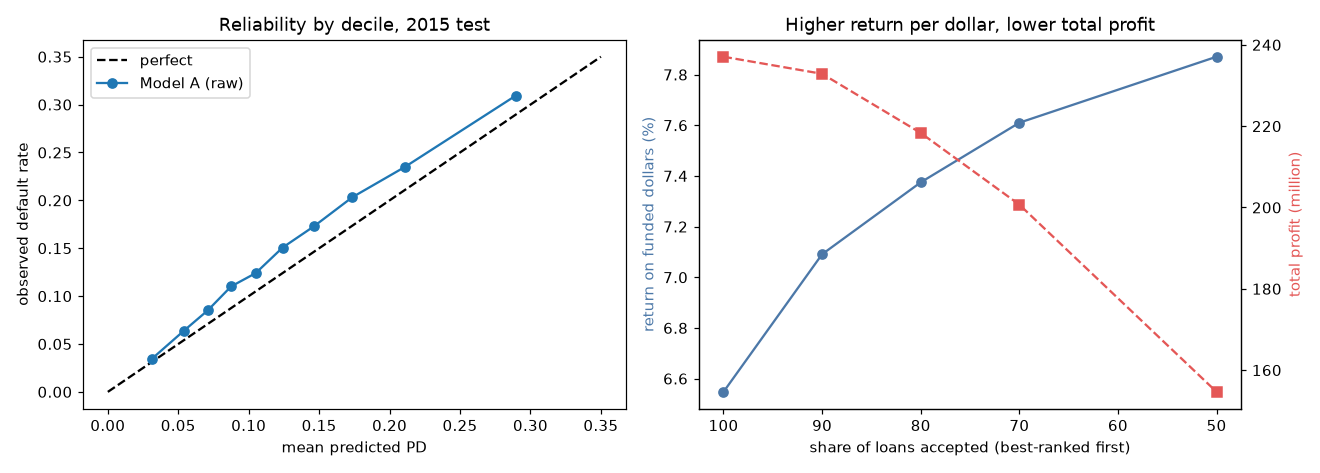 Reliability by decile, 2015 test
perfect
Model A (raw)
0.35
0.30
0.25
0.20
0.15
0.10
0.05
0.00
observed default rate
0.00 0.05 0.10 0.15 0.20 0.25 0.30 0.35
mean predicted PD
Higher return per dollar, lower total profit
7.8
7.6
7.4
7.2
7.0
6.8
6.6
return on funded dollars (%)
240
220
200
180
160
total profit (million)
100 90 80 70 60 50
share of loans accepted (best-ranked first)